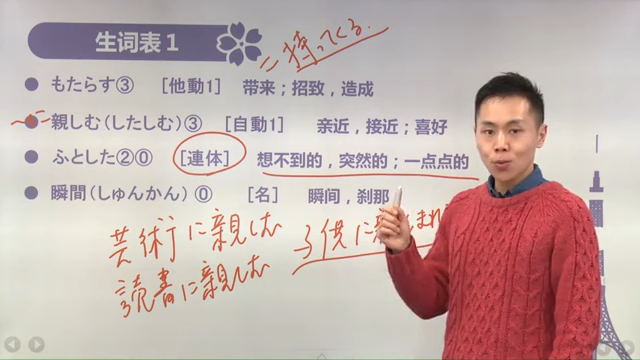 生词表1
=持ってくる.
● もたらす③ [他動1] 带来；招致，造成
● 親しむ（したしむ）③ [自動1] 亲近，接近；喜好
● ふとした②⓪ [連体] 想不到的，突然的；一点点的
● 瞬間（しゅんかん）⓪ [名] 瞬间，刹那
芸術に親しむ
子供に親しまれ
読書に親しむ